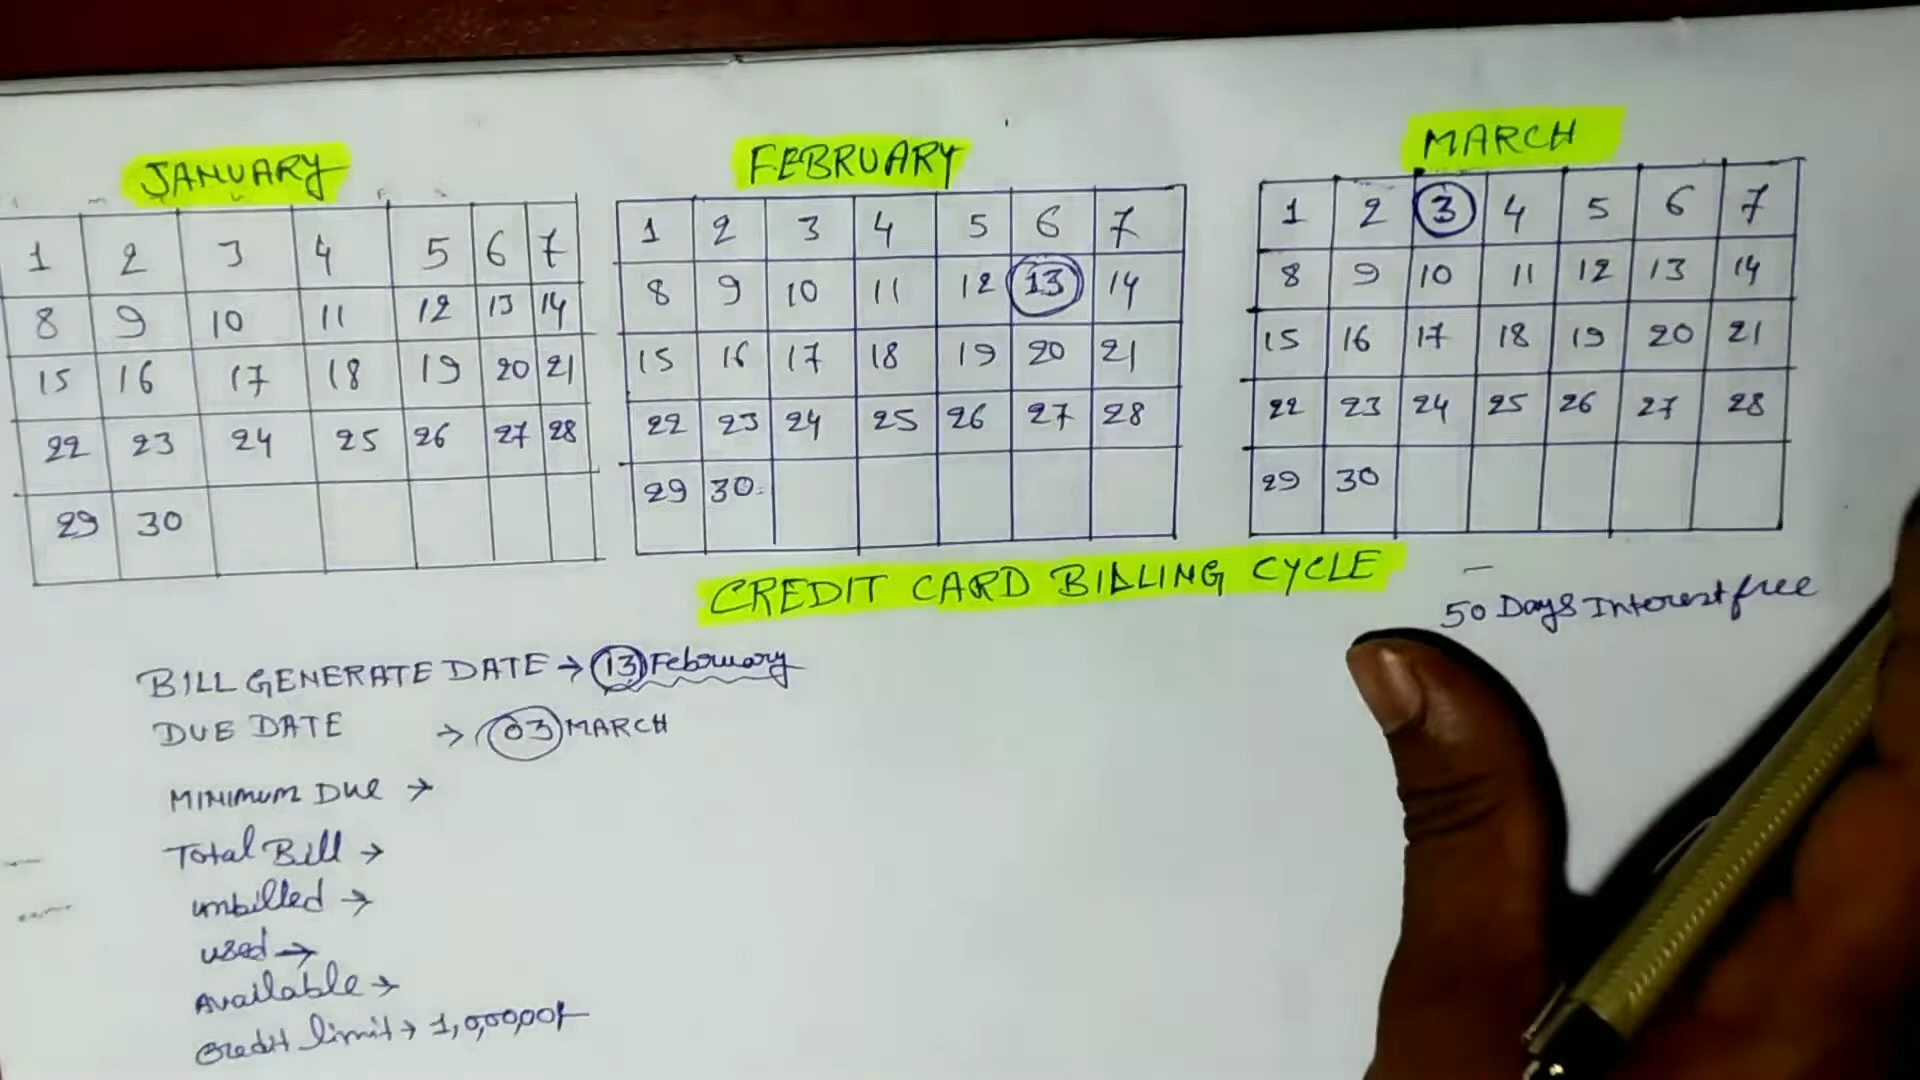 JANUARY
1 2 3 4 5 6 7
8 9 10 11 12 13 14
15 16 17 18 19 20 21
22 23 24 25 26 27 28
29 30
FEBRUARY
1 2 3 4 5 6 7
8 9 10 11 12 13 14
15 16 17 18 19 20 21
22 23 24 25 26 27 28
29 30
MARCH
1 2 3 4 5 6 7
8 9 10 11 12 13 14
15 16 17 18 19 20 21
22 23 24 25 26 27 28
29 30
CREDIT CARD BILLING CYCLE
50 Days Interest free
BILL GENERATE DATE → 13 February
DUE DATE → 03 MARCH
MINIMUM DUE →
Total Bill →
unbilled →
used →
Available →
credit limit → 1,00,000/-